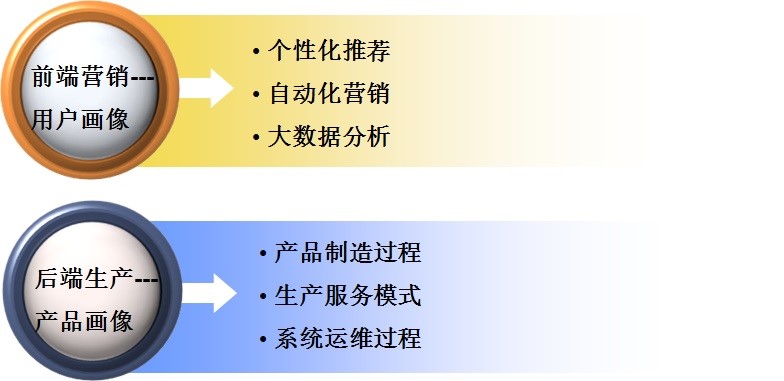 前端营销---
用户画像
• 个性化推荐
• 自动化营销
• 大数据分析
后端生产---
产品画像
• 产品制造过程
• 生产服务模式
• 系统运维过程